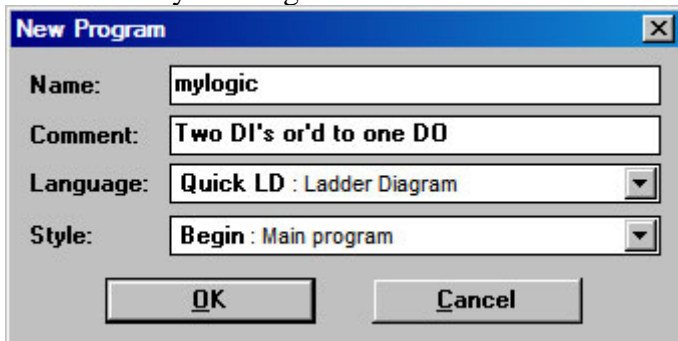 New Program
Name: mylogic
Comment: Two DI's or'd to one DO
Language: Quick LD : Ladder Diagram
Style: Begin : Main program
OK Cancel